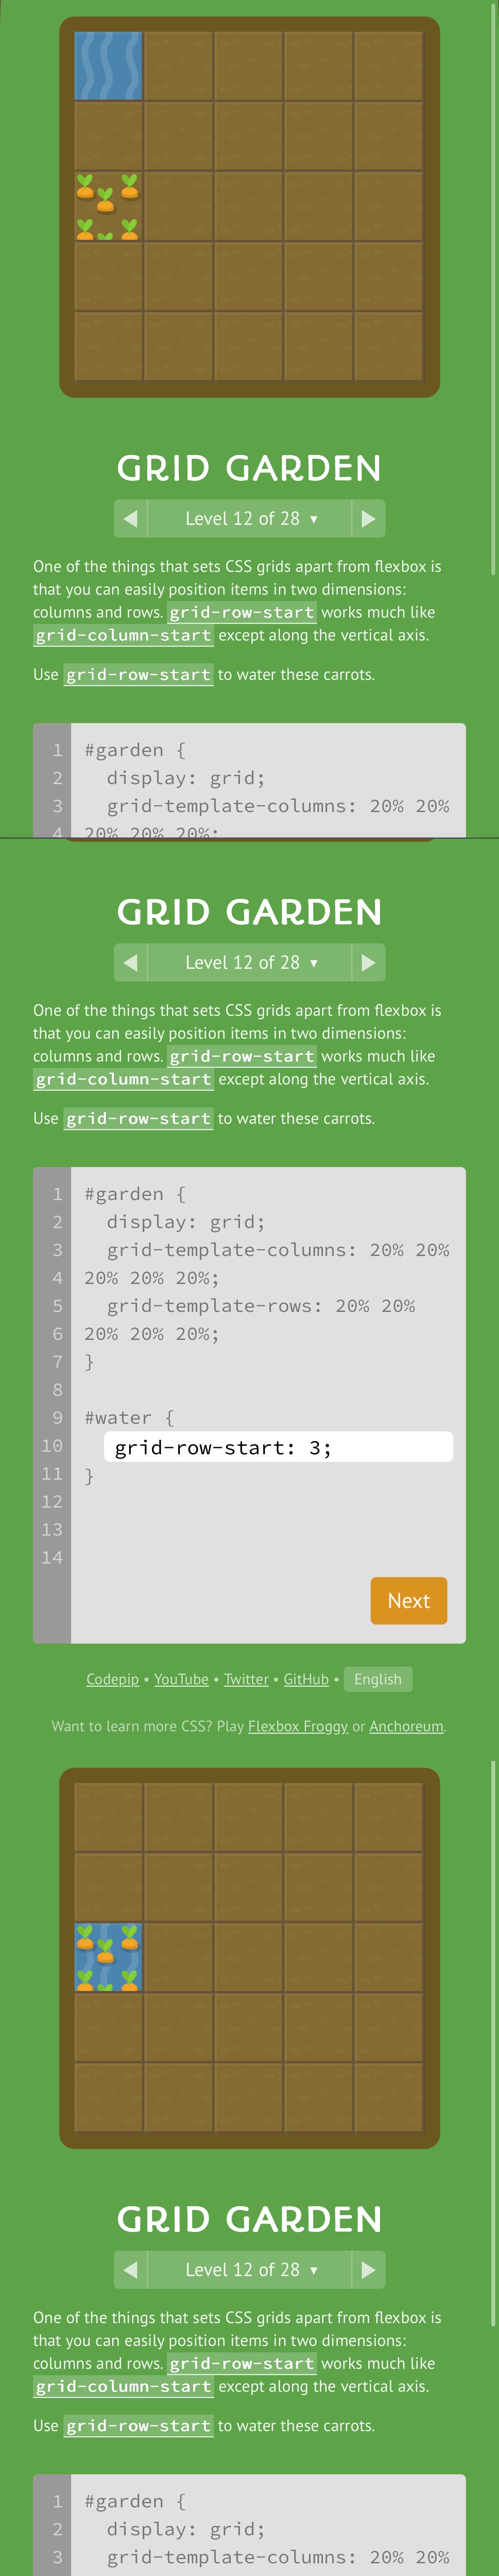 GRID GARDEN
◀ Level 12 of 28 ▼ ▶
One of the things that sets CSS grids apart from flexbox is
that you can easily position items in two dimensions:
columns and rows. grid-row-start works much like
grid-column-start except along the vertical axis.
Use grid-row-start to water these carrots.
1 #garden {
2 display: grid;
3 grid-template-columns: 20% 20%
4 20% 20% 20%;
GRID GARDEN
◀ Level 12 of 28 ▼ ▶
One of the things that sets CSS grids apart from flexbox is
that you can easily position items in two dimensions:
columns and rows. grid-row-start works much like
grid-column-start except along the vertical axis.
Use grid-row-start to water these carrots.
1 #garden {
2 display: grid;
3 grid-template-columns: 20% 20%
4 20% 20% 20%;
5 grid-template-rows: 20% 20%
6 20% 20% 20%;
7 }
8
9 #water {
10 grid-row-start: 3;
11 }
12
13
14
Next
Codepip • YouTube • Twitter • GitHub • English
Want to learn more CSS? Play Flexbox Froggy or Anchoreum.
GRID GARDEN
◀ Level 12 of 28 ▼ ▶
One of the things that sets CSS grids apart from flexbox is
that you can easily position items in two dimensions:
columns and rows. grid-row-start works much like
grid-column-start except along the vertical axis.
Use grid-row-start to water these carrots.
1 #garden {
2 display: grid;
3 grid-template-columns: 20% 20%